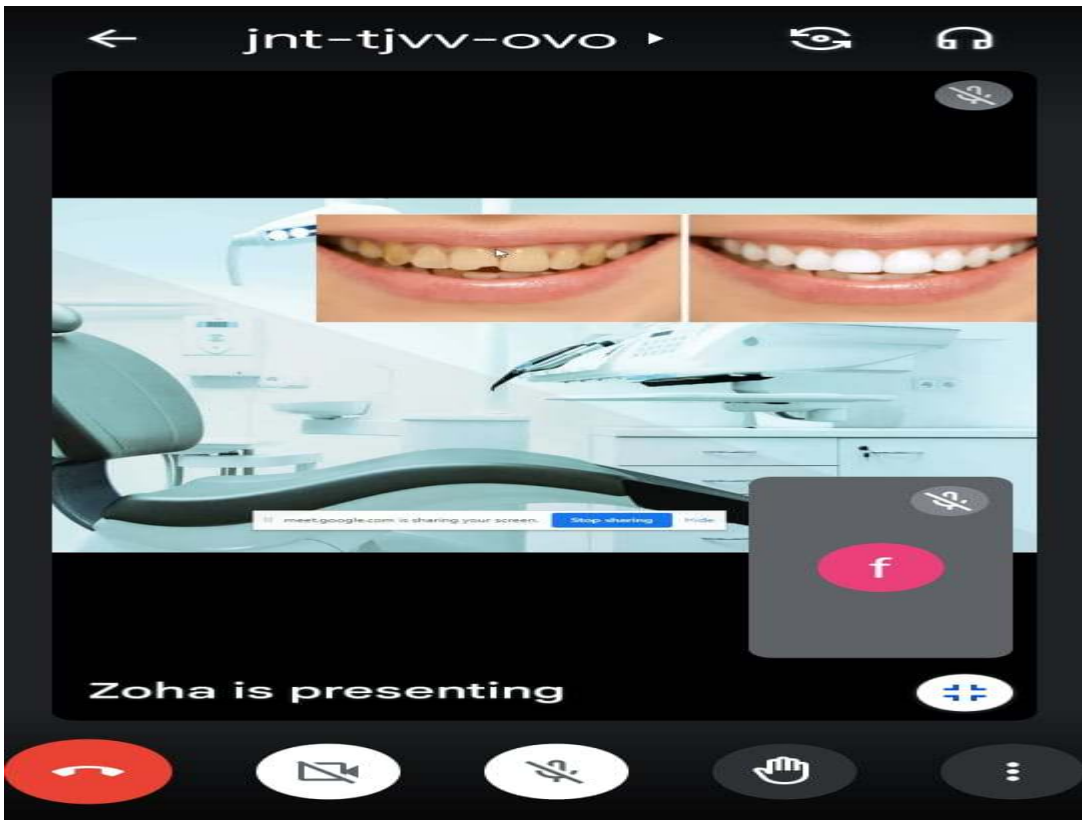 jnt-tjvv-ovo
meet.google.com is sharing your screen. Stop sharing Hide
f
Zoha is presenting